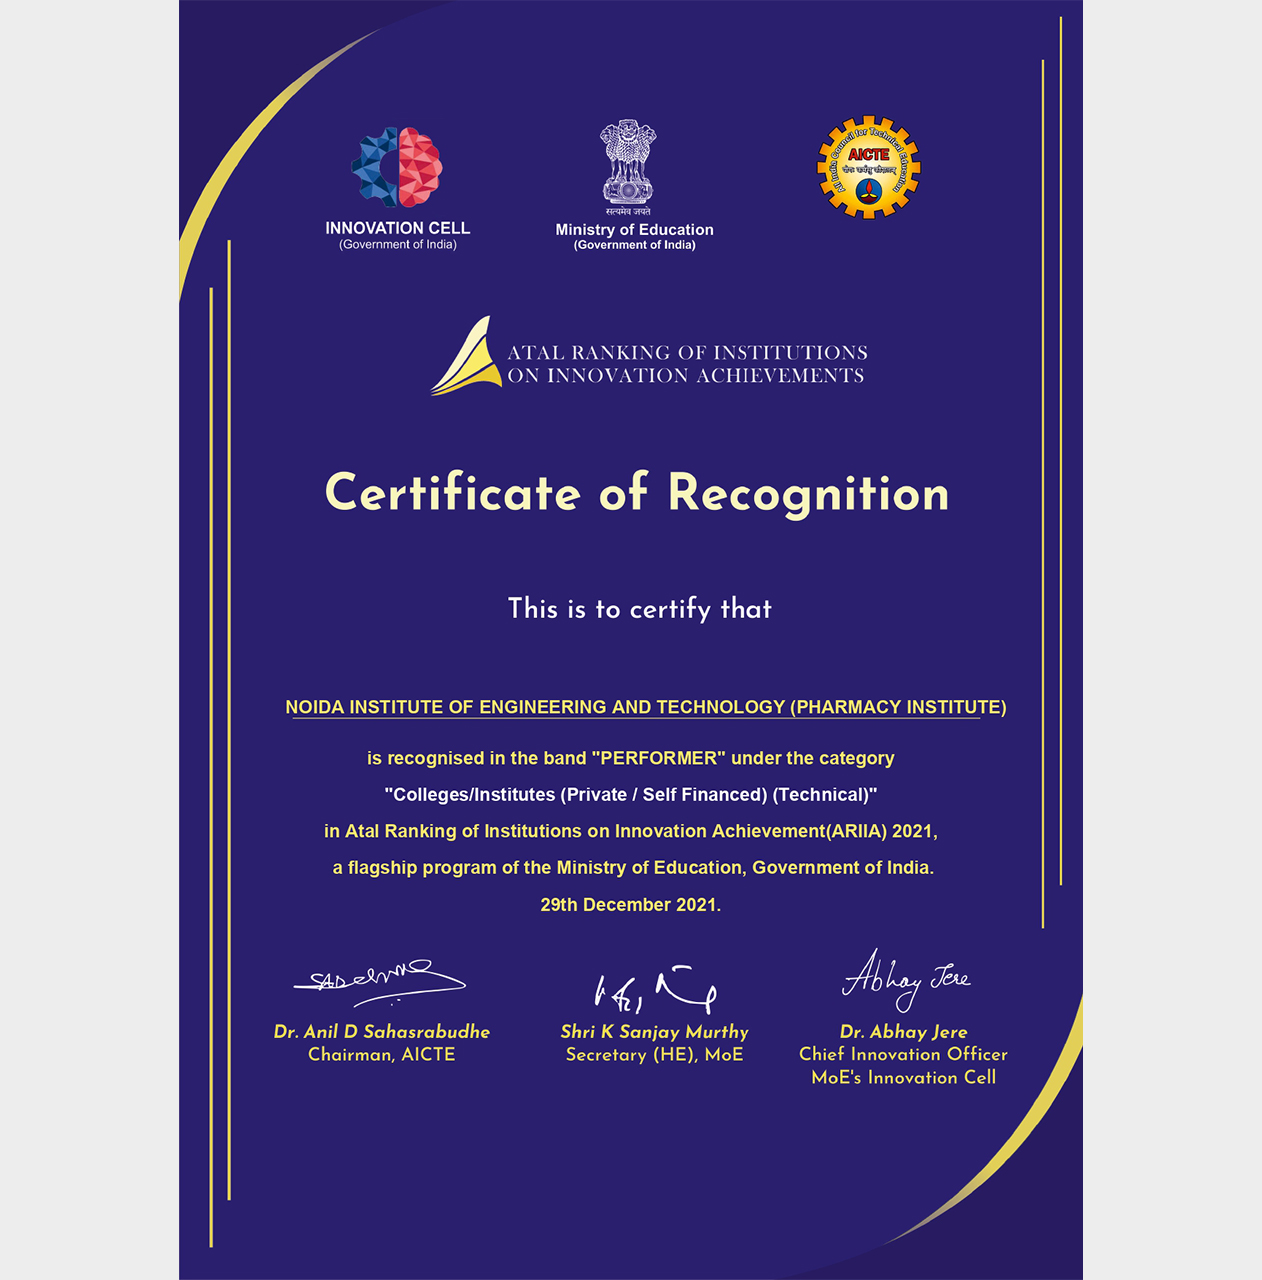 INNOVATION CELL
(Government of India)
सत्यमेव जयते
Ministry of Education
(Government of India)
All India Council for Technical Education
AICTE
योगः कर्मसु कौशलम्
ATAL RANKING OF INSTITUTIONS
ON INNOVATION ACHIEVEMENTS
Certificate of Recognition
This is to certify that
NOIDA INSTITUTE OF ENGINEERING AND TECHNOLOGY (PHARMACY INSTITUTE)
is recognised in the band "PERFORMER" under the category
"Colleges/Institutes (Private / Self Financed) (Technical)"
in Atal Ranking of Institutions on Innovation Achievement(ARIIA) 2021,
a flagship program of the Ministry of Education, Government of India.
29th December 2021.
Abhay Jere
Dr. Anil D Sahasrabudhe
Chairman, AICTE
Shri K Sanjay Murthy
Secretary (HE), MoE
Dr. Abhay Jere
Chief Innovation Officer
MoE's Innovation Cell